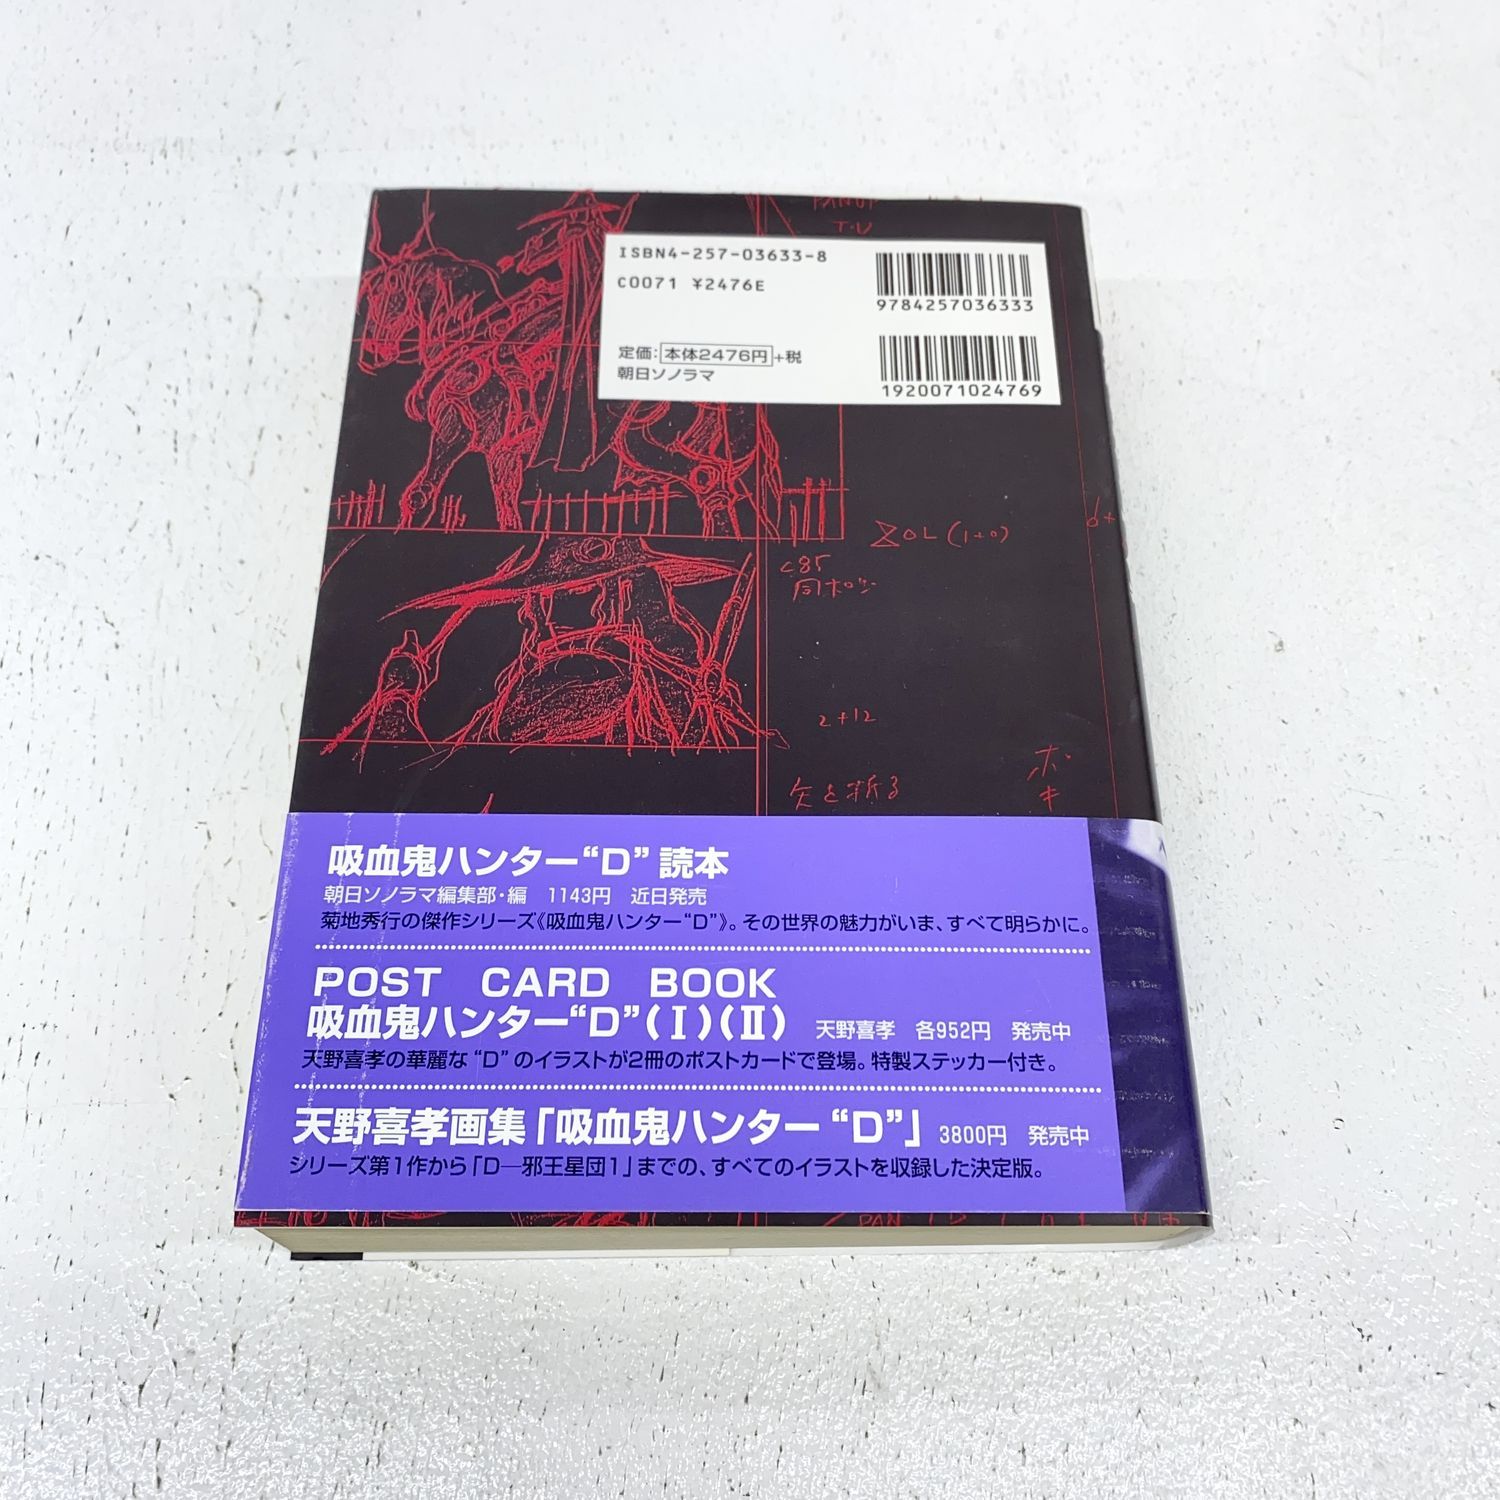 PAN UP
T・U
ISBN4-257-03633-8
C0071 ¥2476E
9784257036333
定価:本体2476円+税
朝日ソノラマ
1920071024769
ZOL(1+0)
6+
C85
同ポジ
2+12
矢を斬る
吸血鬼ハンター“D”読本
朝日ソノラマ編集部・編 1143円 近日発売
菊地秀行の傑作シリーズ《吸血鬼ハンター“D”》。その世界の魅力がいま、すべて明らかに。
POST CARD BOOK
吸血鬼ハンター“D”(Ⅰ)(Ⅱ) 天野喜孝 各952円 発売中
天野喜孝の華麗な“D”のイラストが2冊のポストカードで登場。特製ステッカー付き。
天野喜孝画集「吸血鬼ハンター“D”」 3800円 発売中
シリーズ第1作から「D―邪王星団1」までの、すべてのイラストを収録した決定版。
PAN